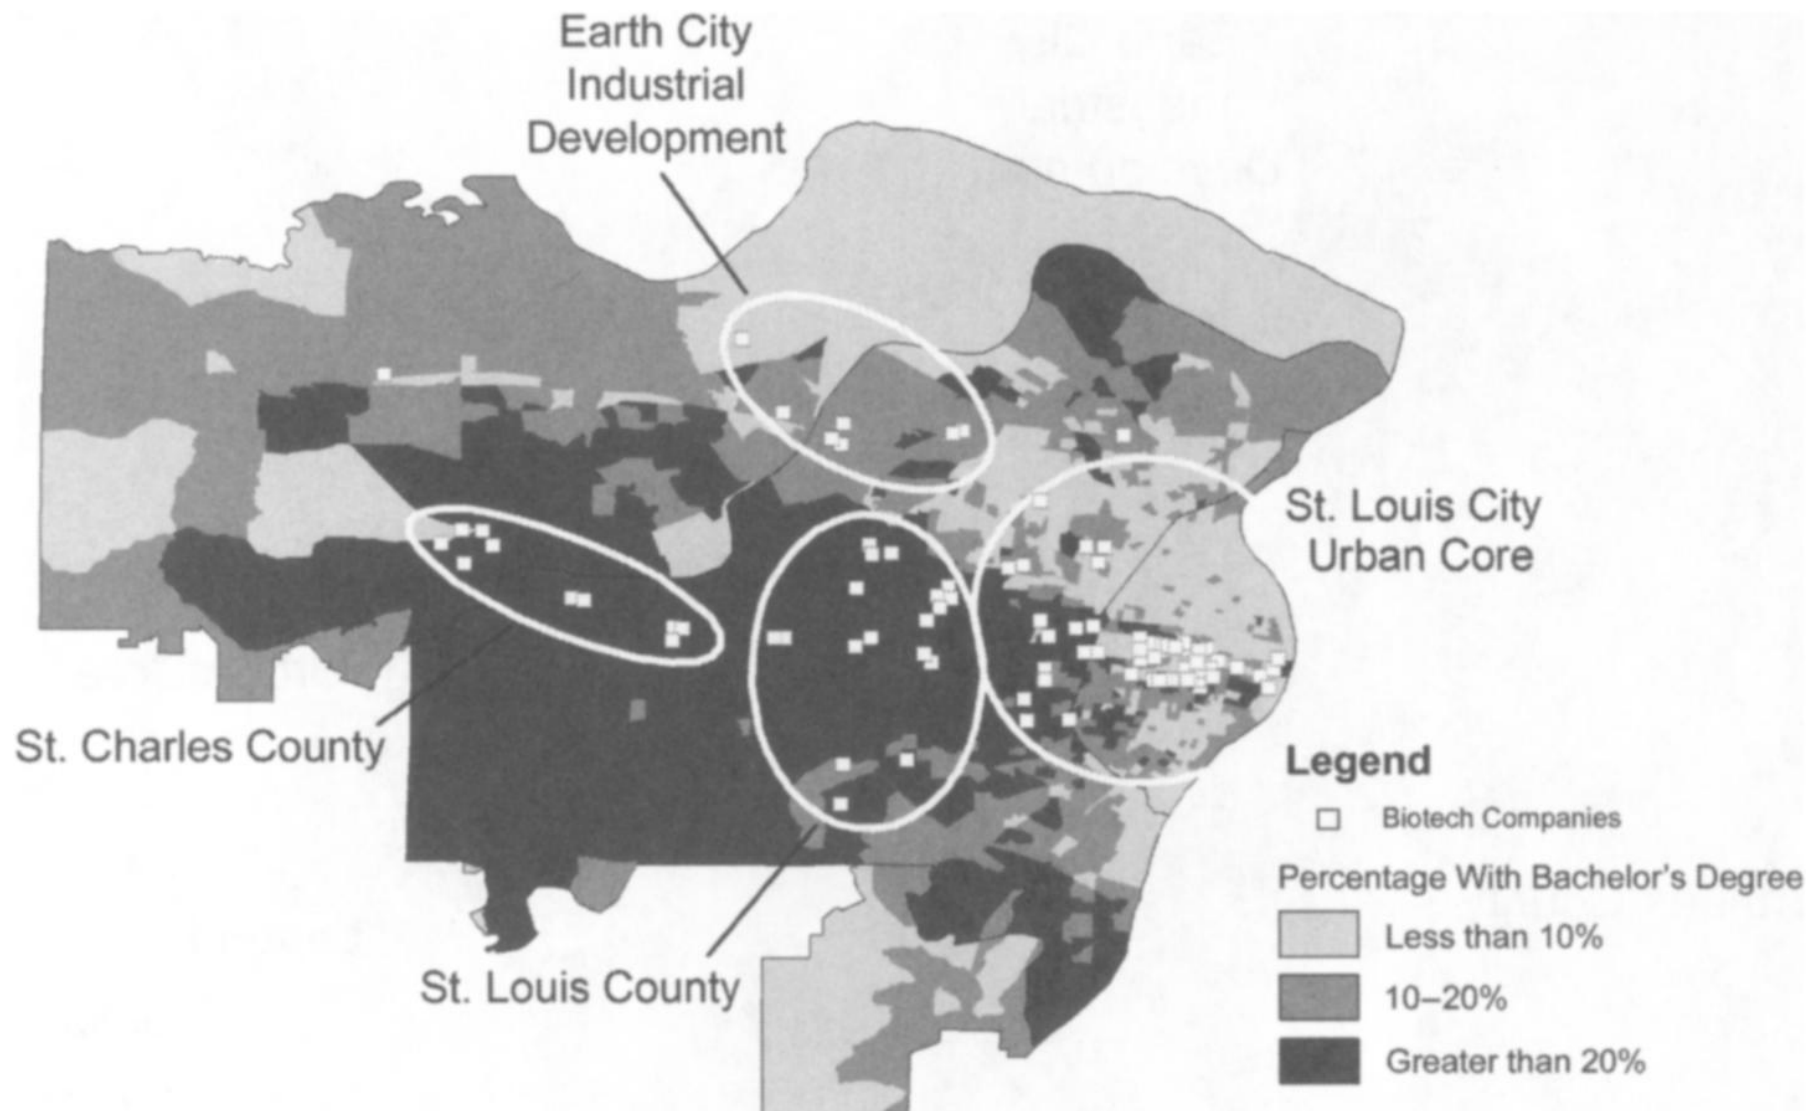 Earth City
Industrial
Development
St. Louis City
Urban Core
St. Charles County
St. Louis County
Legend
Biotech Companies
Percentage With Bachelor's Degree
Less than 10%
10–20%
Greater than 20%